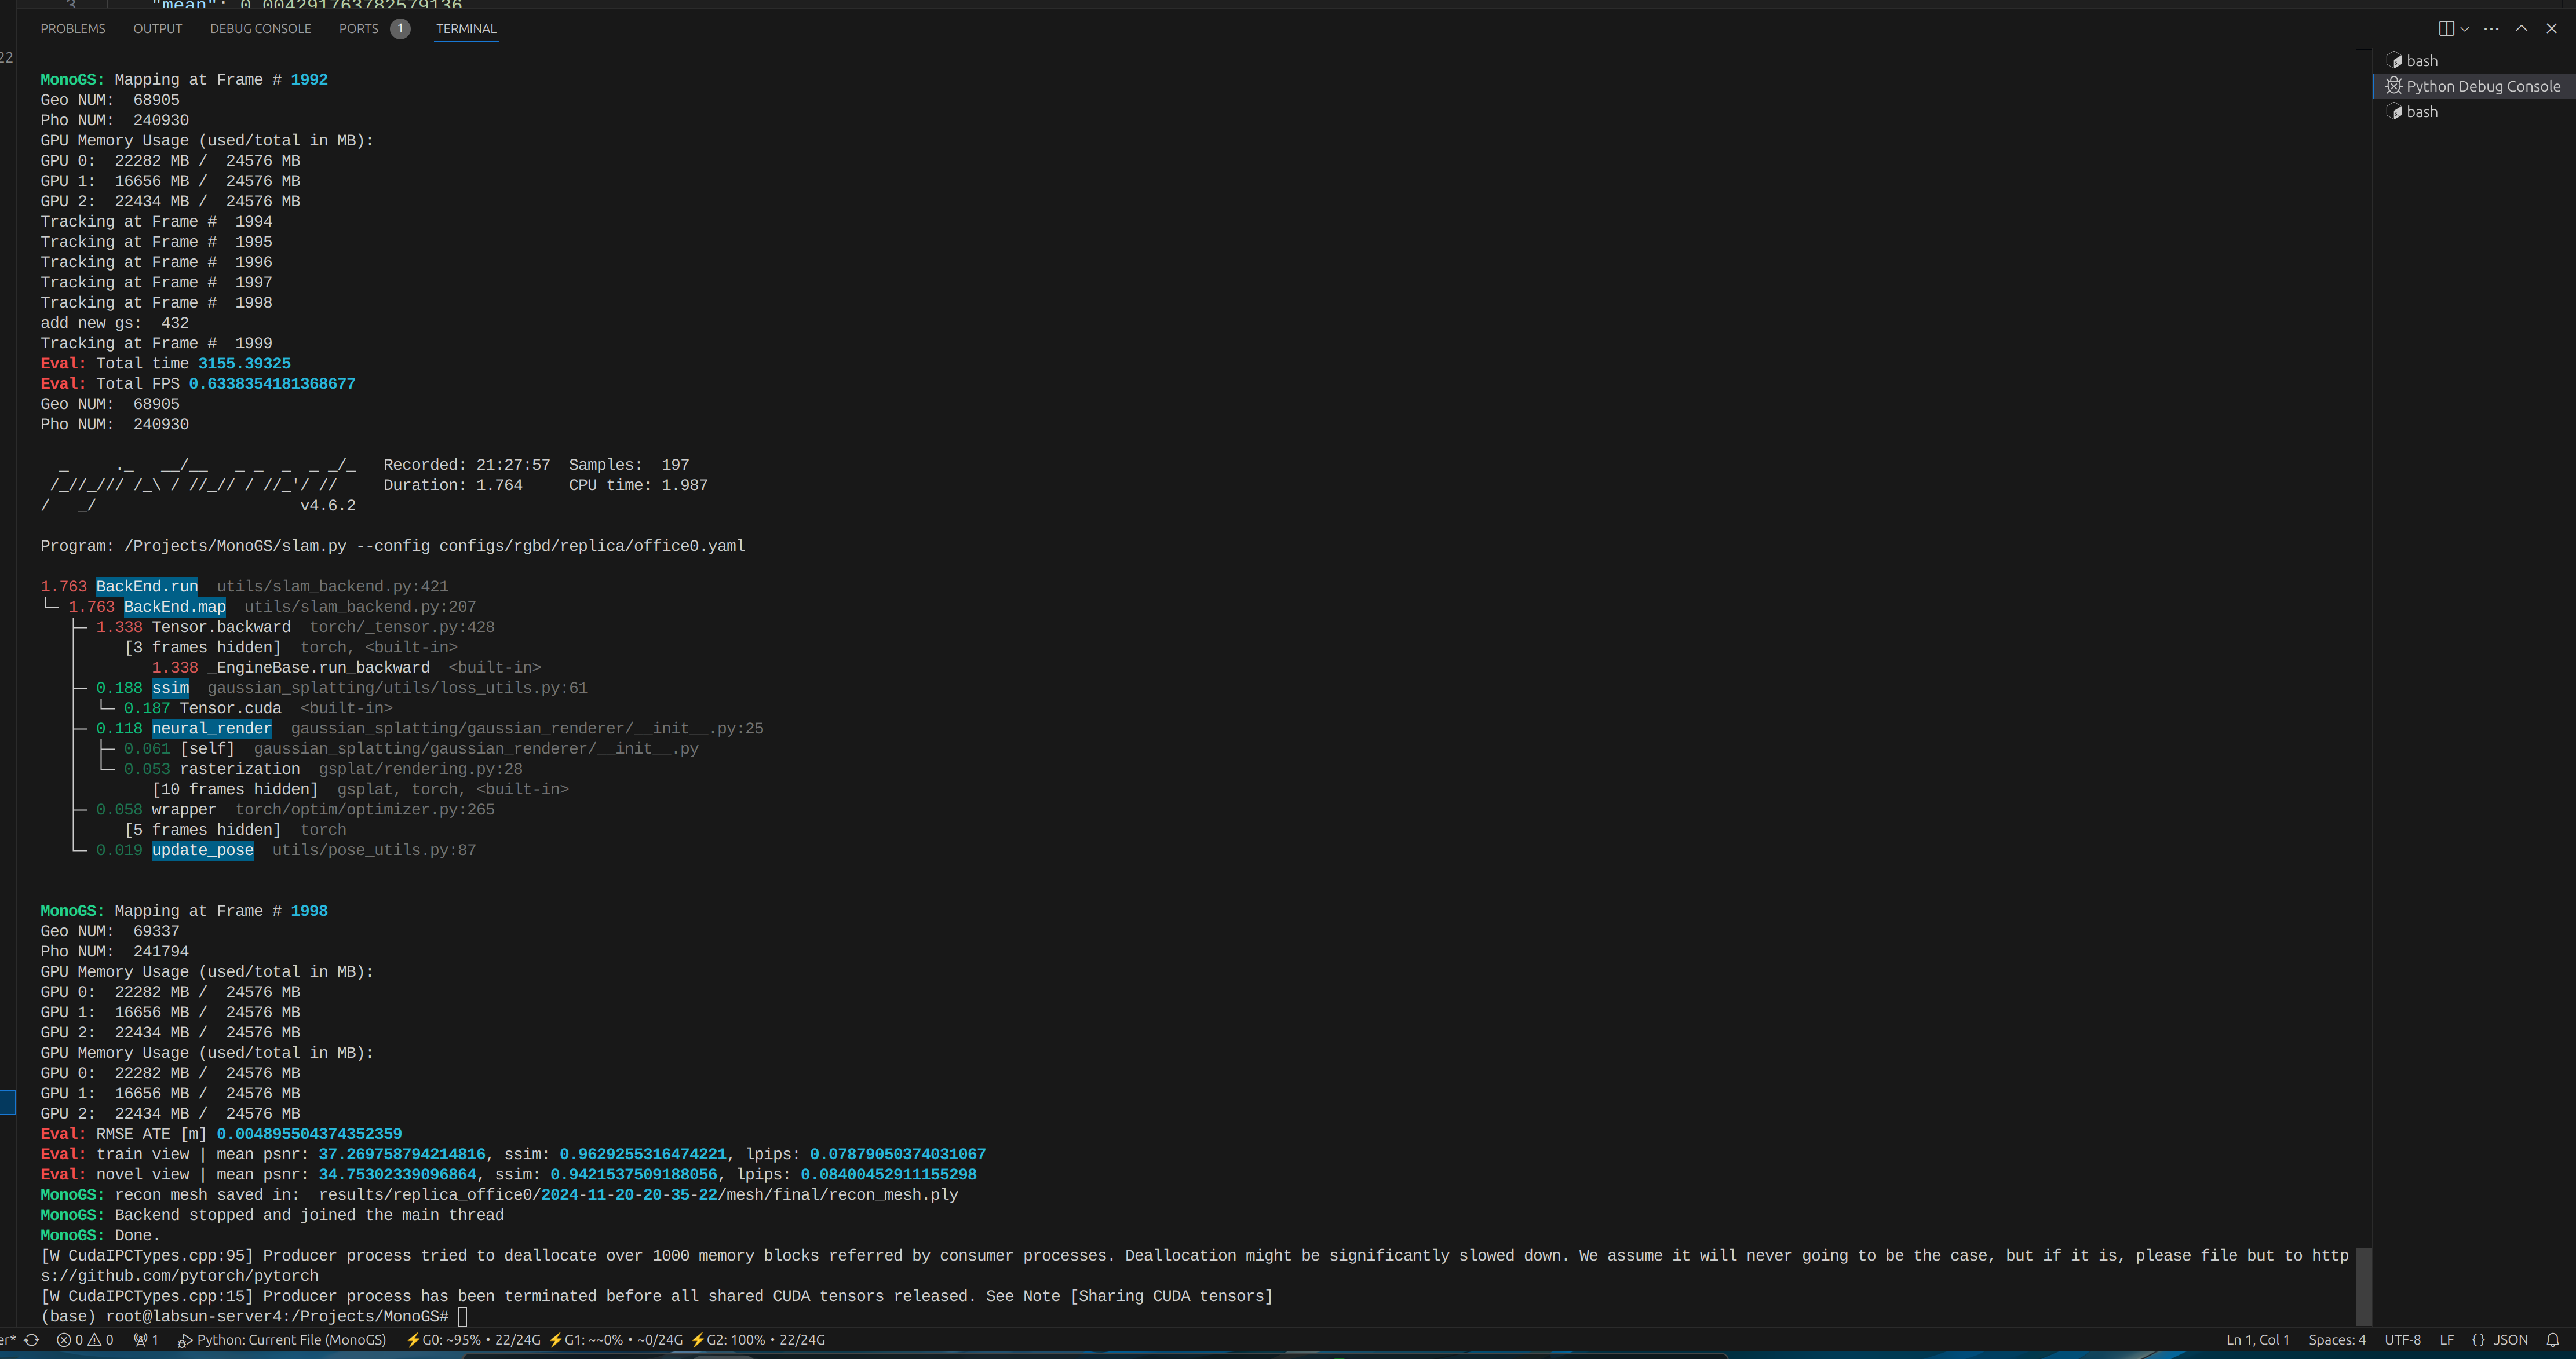 3 "mean": 0.004291763782579136
PROBLEMS OUTPUT DEBUG CONSOLE PORTS 1 TERMINAL
22
bash
Python Debug Console
bash
MonoGS: Mapping at Frame # 1992
Geo NUM:  68905
Pho NUM:  240930
GPU Memory Usage (used/total in MB):
GPU 0:  22282 MB /  24576 MB
GPU 1:  16656 MB /  24576 MB
GPU 2:  22434 MB /  24576 MB
Tracking at Frame #  1994
Tracking at Frame #  1995
Tracking at Frame #  1996
Tracking at Frame #  1997
Tracking at Frame #  1998
add new gs:  432
Tracking at Frame #  1999
Eval: Total time 3155.39325
Eval: Total FPS 0.6338354181368677
Geo NUM:  68905
Pho NUM:  240930
  _     ._   __/__   _ _  _  _ _/_   Recorded: 21:27:57  Samples:  197
 /_//_/// /_\ / //_// / //_'/ //     Duration: 1.764     CPU time: 1.987
/   _/                      v4.6.2
Program: /Projects/MonoGS/slam.py --config configs/rgbd/replica/office0.yaml
1.763 BackEnd.run  utils/slam_backend.py:421
└─ 1.763 BackEnd.map  utils/slam_backend.py:207
   ├─ 1.338 Tensor.backward  torch/_tensor.py:428
   │     [3 frames hidden]  torch, <built-in>
   │        1.338 _EngineBase.run_backward  <built-in>
   ├─ 0.188 ssim  gaussian_splatting/utils/loss_utils.py:61
   │  └─ 0.187 Tensor.cuda  <built-in>
   ├─ 0.118 neural_render  gaussian_splatting/gaussian_renderer/__init__.py:25
   │  ├─ 0.061 [self]  gaussian_splatting/gaussian_renderer/__init__.py
   │  └─ 0.053 rasterization  gsplat/rendering.py:28
   │        [10 frames hidden]  gsplat, torch, <built-in>
   ├─ 0.058 wrapper  torch/optim/optimizer.py:265
   │     [5 frames hidden]  torch
   └─ 0.019 update_pose  utils/pose_utils.py:87
MonoGS: Mapping at Frame # 1998
Geo NUM:  69337
Pho NUM:  241794
GPU Memory Usage (used/total in MB):
GPU 0:  22282 MB /  24576 MB
GPU 1:  16656 MB /  24576 MB
GPU 2:  22434 MB /  24576 MB
GPU Memory Usage (used/total in MB):
GPU 0:  22282 MB /  24576 MB
GPU 1:  16656 MB /  24576 MB
GPU 2:  22434 MB /  24576 MB
Eval: RMSE ATE [m] 0.004895504374352359
Eval: train view | mean psnr: 37.269758794214816, ssim: 0.9629255316474221, lpips: 0.07879050374031067
Eval: novel view | mean psnr: 34.75302339096864, ssim: 0.9421537509188056, lpips: 0.08400452911155298
MonoGS: recon mesh saved in:  results/replica_office0/2024-11-20-20-35-22/mesh/final/recon_mesh.ply
MonoGS: Backend stopped and joined the main thread
MonoGS: Done.
[W CudaIPCTypes.cpp:95] Producer process tried to deallocate over 1000 memory blocks referred by consumer processes. Deallocation might be significantly slowed down. We assume it will never going to be the case, but if it is, please file but to http
s://github.com/pytorch/pytorch
[W CudaIPCTypes.cpp:15] Producer process has been terminated before all shared CUDA tensors released. See Note [Sharing CUDA tensors]
(base) root@labsun-server4:/Projects/MonoGS#
er* 0 0 1 Python: Current File (MonoGS) ⚡G0: ~95% • 22/24G ⚡G1: ~~0% • ~0/24G ⚡G2: 100% • 22/24G Ln 1, Col 1 Spaces: 4 UTF-8 LF {} JSON